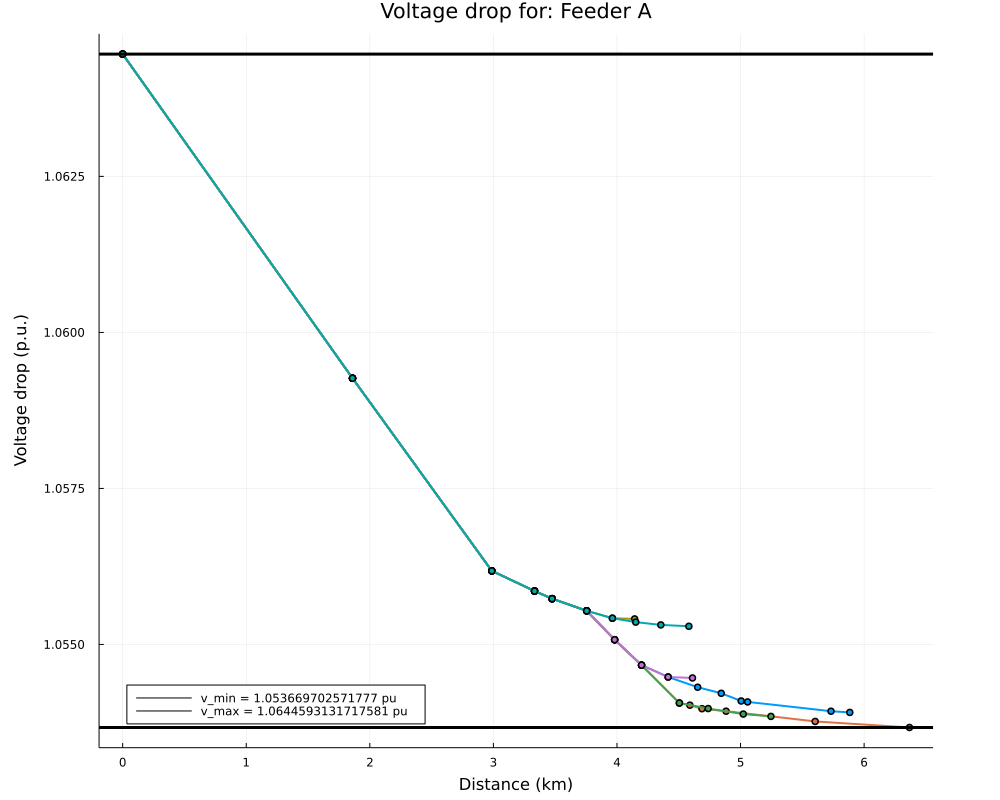 Voltage drop for: Feeder A
Voltage drop (p.u.)
1.0625
1.0600
1.0575
1.0550
v_min = 1.053669702571777 pu
v_max = 1.0644593131717581 pu
0 1 2 3 4 5 6
Distance (km)